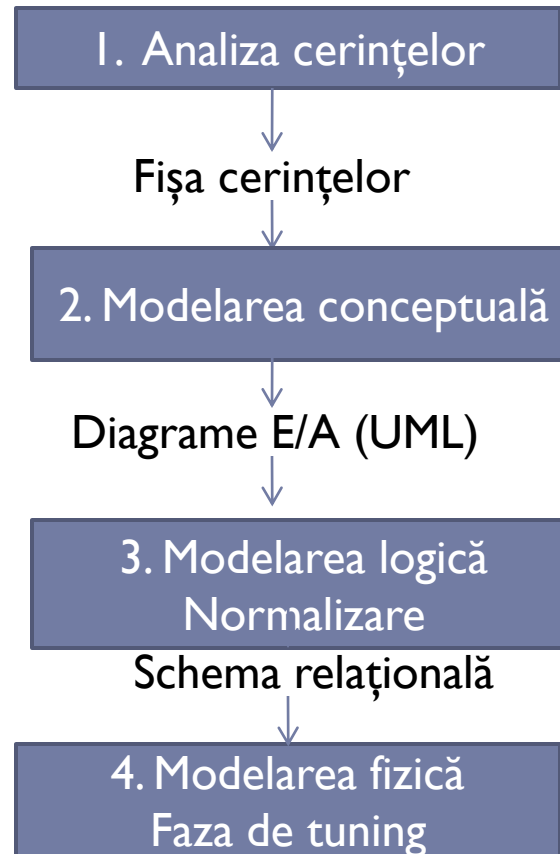 1. Analiza cerințelor
Fișa cerințelor
2. Modelarea conceptuală
Diagrame E/A (UML)
3. Modelarea logică
Normalizare
Schema relațională
4. Modelarea fizică
Faza de tuning